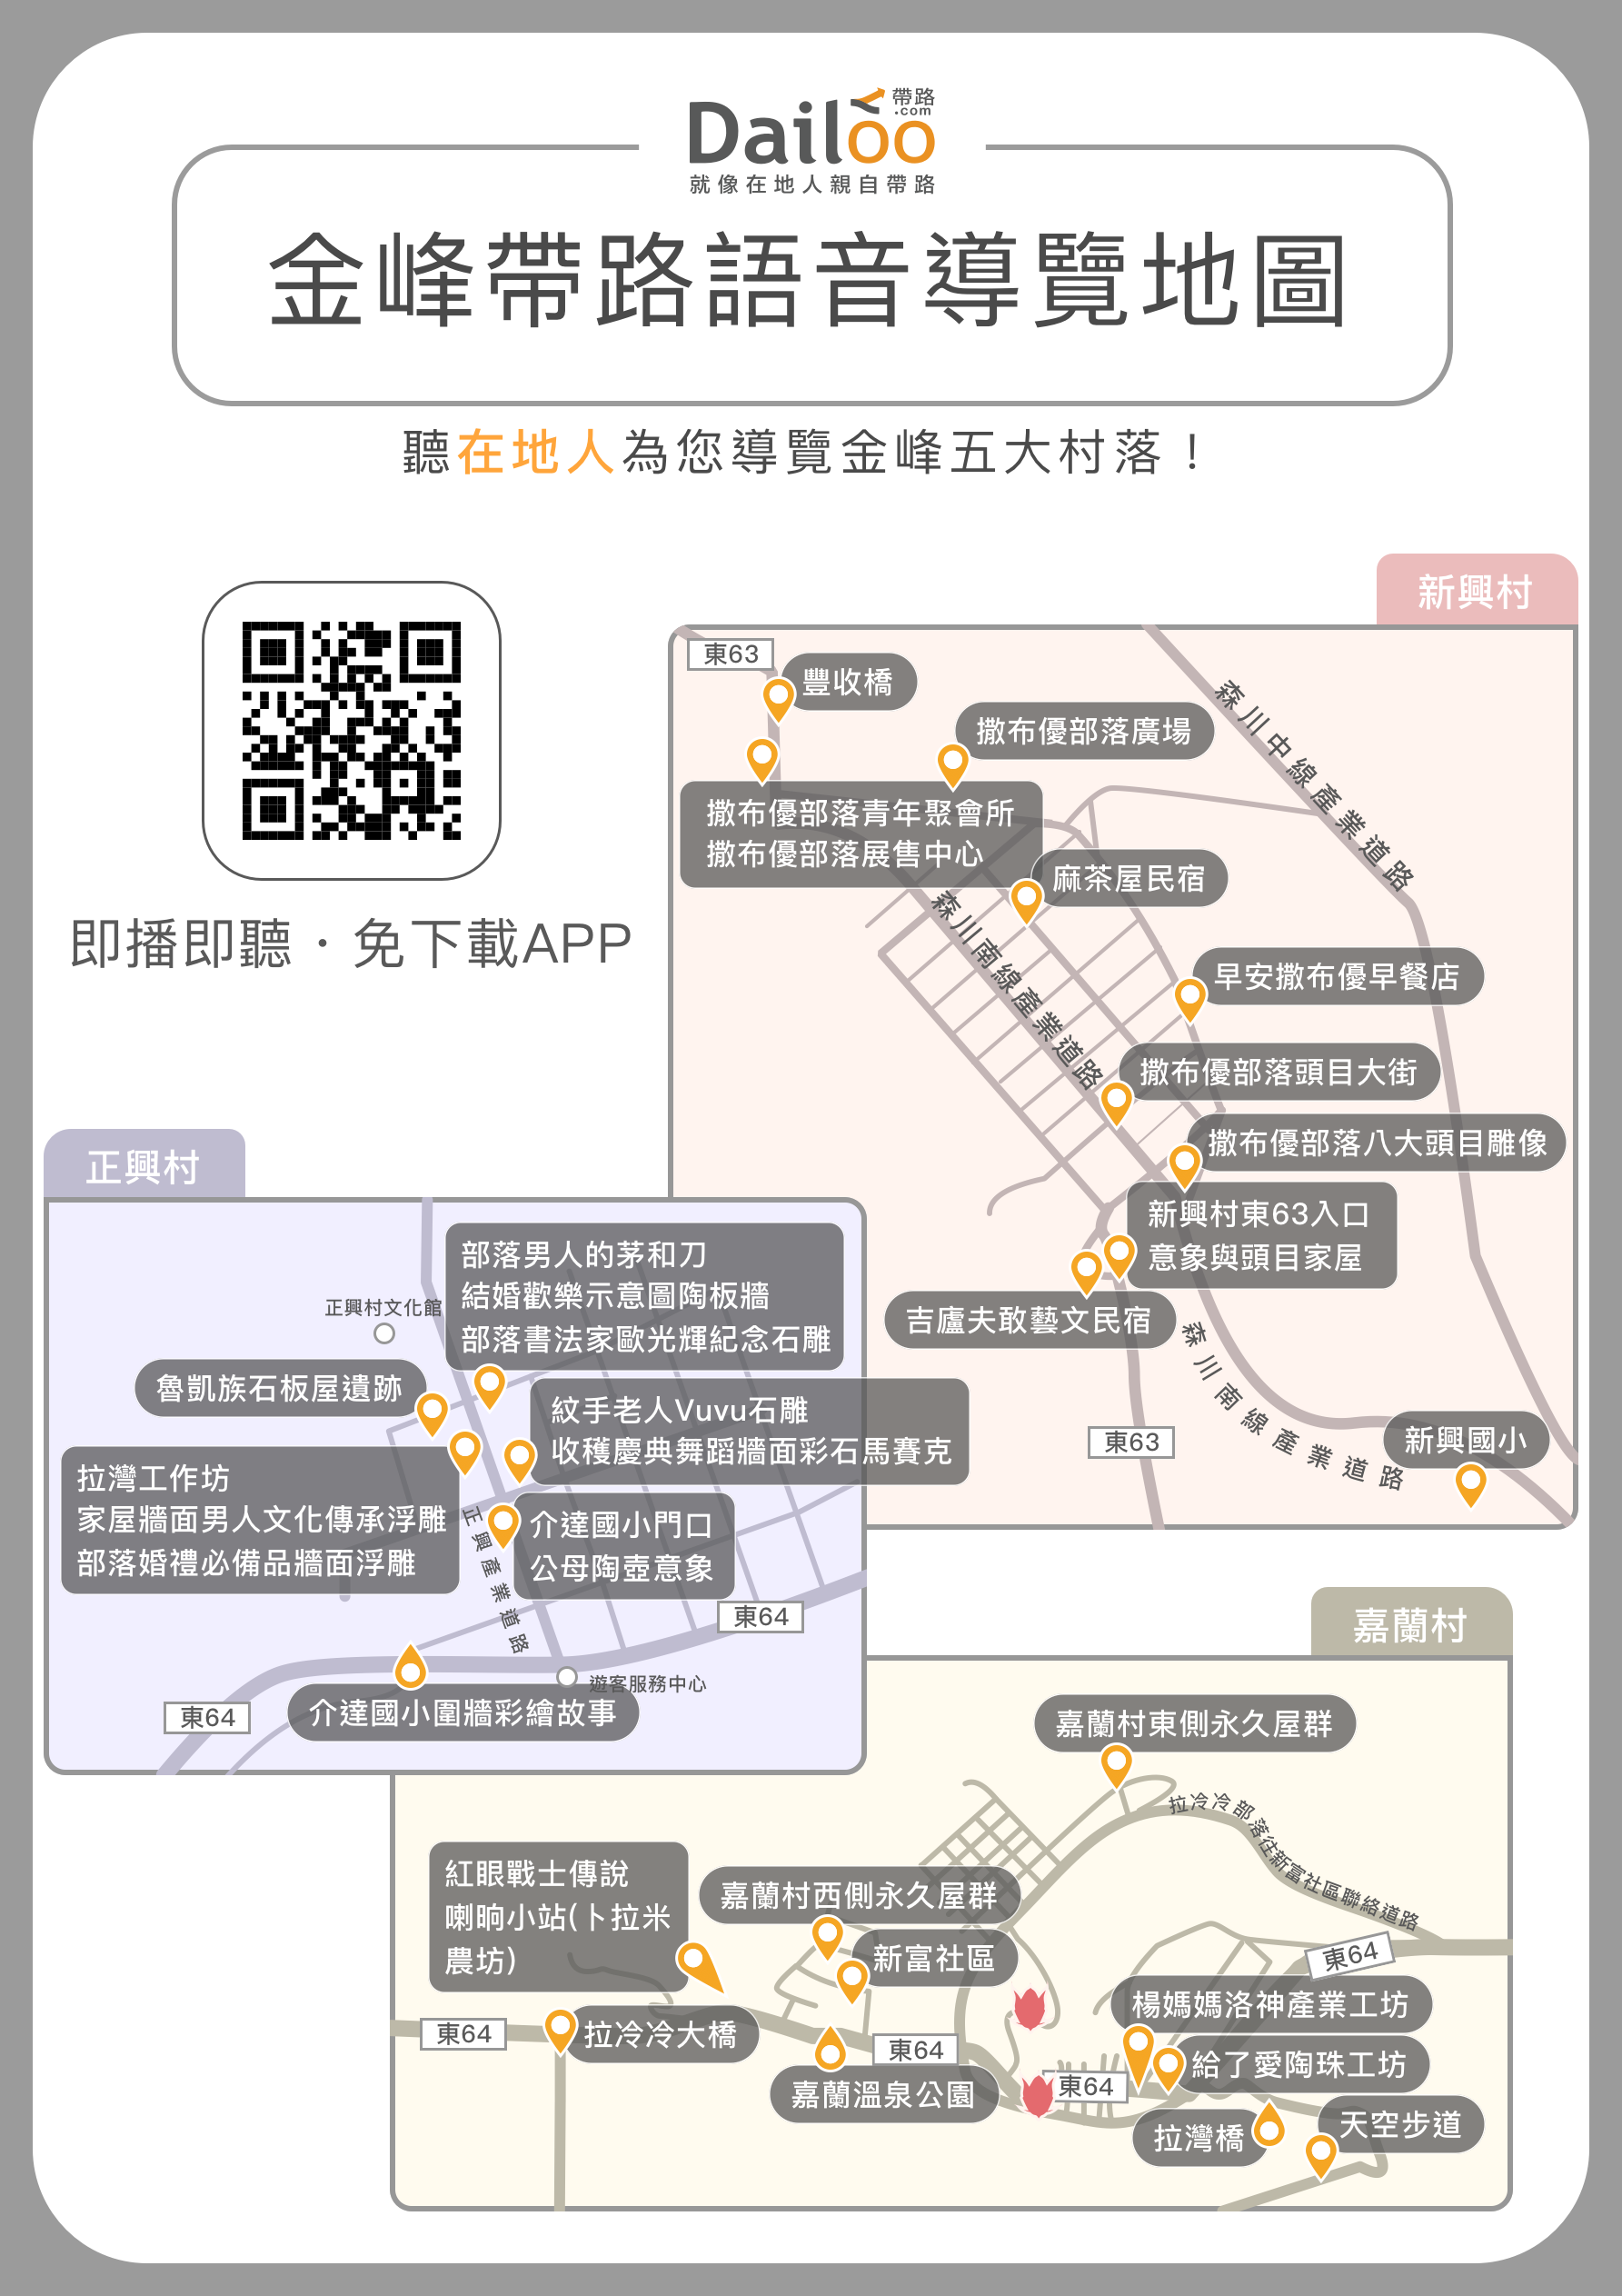 Dailoo
帶路
.com
就像在地人親自帶路
金峰帶路語音導覽地圖
聽在地人為您導覽金峰五大村落！
即播即聽．免下載APP
新興村
東63
豐收橋
撒布優部落廣場
森川中線產業道路
撒布優部落青年聚會所
撒布優部落展售中心
麻茶屋民宿
森川南線產業道路
早安撒布優早餐店
撒布優部落頭目大街
撒布優部落八大頭目雕像
新興村東63入口
意象與頭目家屋
吉廬夫敢藝文民宿
森川南線產業道路
東63
新興國小
正興村
部落男人的茅和刀
結婚歡樂示意圖陶板牆
部落書法家歐光輝紀念石雕
正興村文化館
魯凱族石板屋遺跡
紋手老人Vuvu石雕
收穫慶典舞蹈牆面彩石馬賽克
拉灣工作坊
家屋牆面男人文化傳承浮雕
部落婚禮必備品牆面浮雕
正興產業道路
介達國小門口
公母陶壺意象
東64
遊客服務中心
東64
介達國小圍牆彩繪故事
嘉蘭村
嘉蘭村東側永久屋群
拉冷冷部落往新富社區聯絡道路
紅眼戰士傳說
喇晌小站(卜拉米
農坊)
嘉蘭村西側永久屋群
新富社區
東64
楊媽媽洛神產業工坊
東64
拉冷冷大橋
東64
給了愛陶珠工坊
嘉蘭溫泉公園
東64
拉灣橋
天空步道